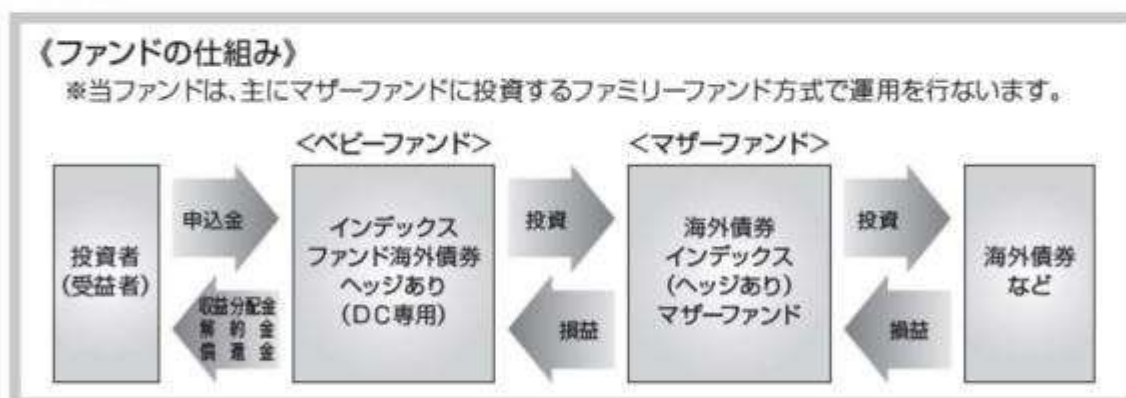 《ファンドの仕組み》
※当ファンドは、主にマザーファンドに投資するファミリーファンド方式で運用を行ないます。
<ベビーファンド>
<マザーファンド>
投資者
(受益者)
申込金
収益分配金
解約金
償還金
インデックス
ファンド海外債券
ヘッジあり
(DC専用)
投資
損益
海外債券
インデックス
(ヘッジあり)
マザーファンド
投資
損益
海外債券
など